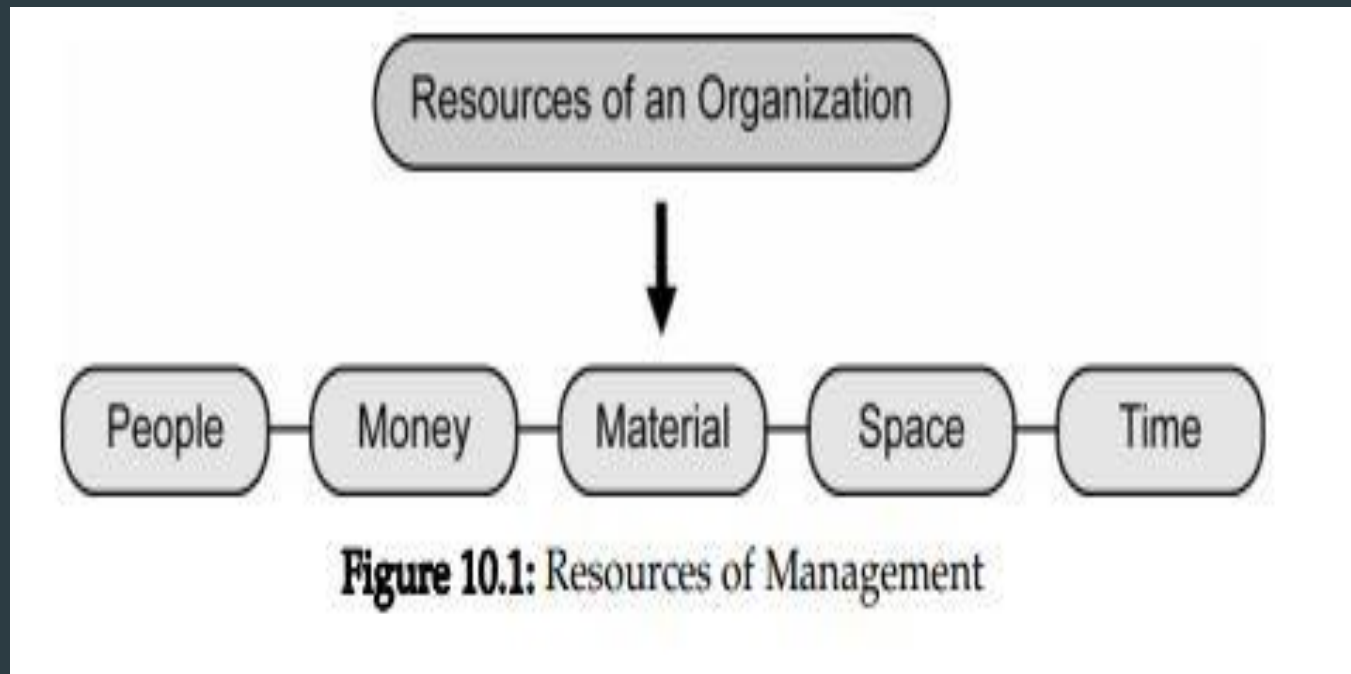 Resources of an Organization
People Money Material Space Time
Figure 10.1: Resources of Management